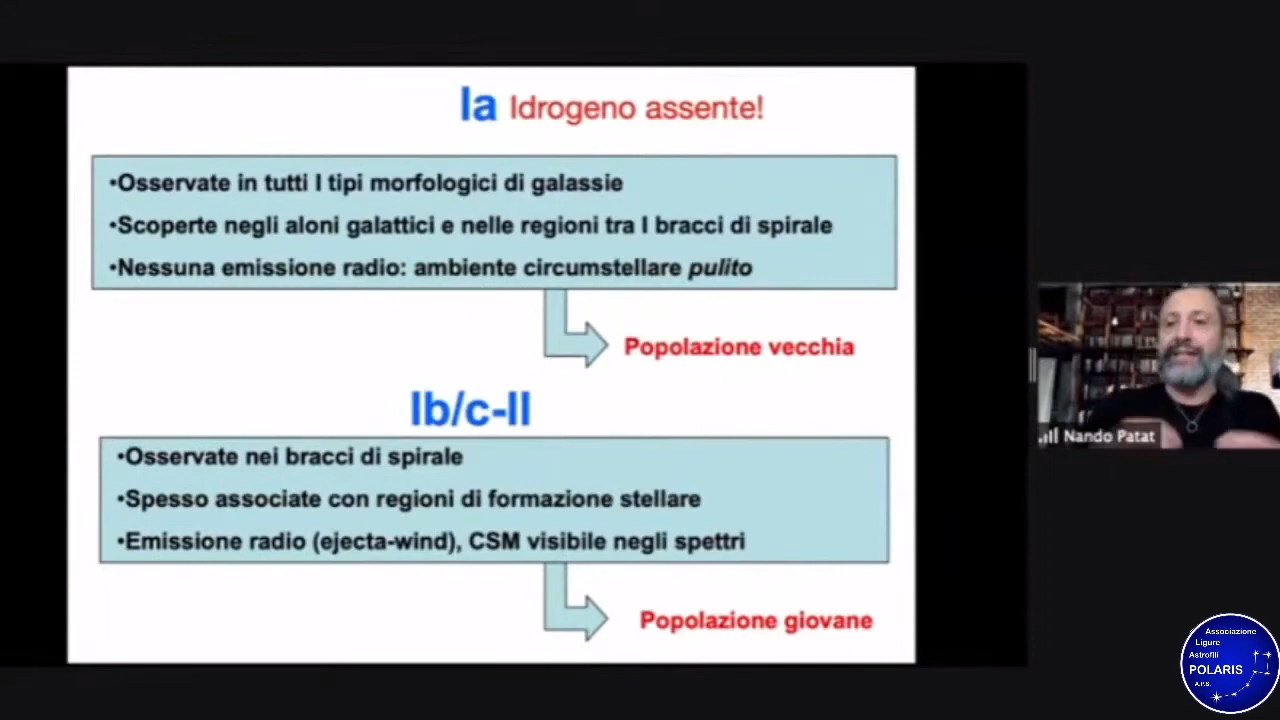 Ia Idrogeno assente!
•Osservate in tutti I tipi morfologici di galassie
•Scoperte negli aloni galattici e nelle regioni tra I bracci di spirale
•Nessuna emissione radio: ambiente circumstellare pulito
Popolazione vecchia
Ib/c-II
•Osservate nei bracci di spirale
•Spesso associate con regioni di formazione stellare
•Emissione radio (ejecta-wind), CSM visibile negli spettri
Popolazione giovane
Nando Patat
Associazione
Ligure
Astrofili
POLARIS
A.P.S.